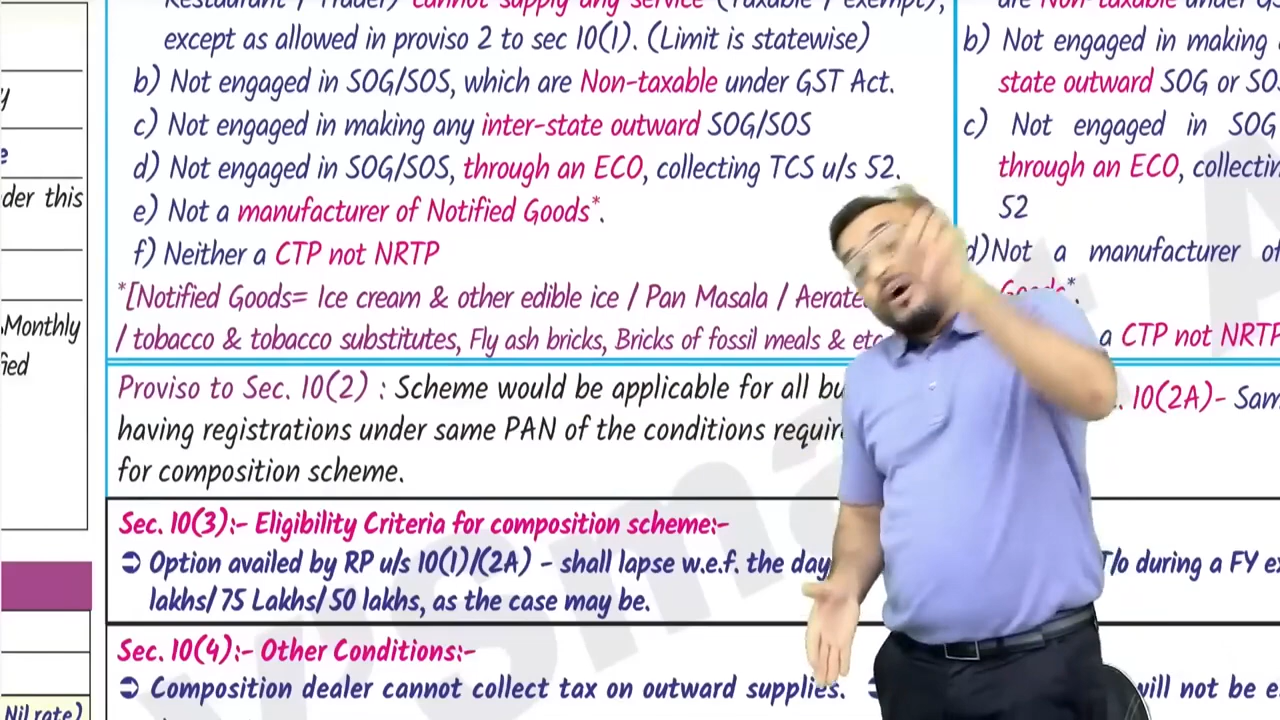 y
e
der this
Monthly
fied
Nil rate)
Restaurant / Trader) cannot supply any service (Taxable / exempt),
except as allowed in proviso 2 to sec 10(1). (Limit is statewise)
b) Not engaged in SOG/SOS, which are Non-taxable under GST Act.
c) Not engaged in making any inter-state outward SOG/SOS
d) Not engaged in SOG/SOS, through an ECO, collecting TCS u/s 52.
e) Not a manufacturer of Notified Goods*.
f) Neither a CTP not NRTP
*[Notified Goods= Ice cream & other edible ice / Pan Masala / Aerate
/ tobacco & tobacco substitutes, Fly ash bricks, Bricks of fossil meals & etc
Proviso to Sec. 10(2) : Scheme would be applicable for all bu
having registrations under same PAN of the conditions require
for composition scheme.
Sec. 10(3):- Eligibility Criteria for composition scheme:-
➲ Option availed by RP u/s 10(1)/(2A) - shall lapse w.e.f. the day T/o during a FY ex
lakhs/ 75 Lakhs/ 50 lakhs, as the case may be.
Sec. 10(4):- Other Conditions:-
➲ Composition dealer cannot collect tax on outward supplies. ➲ will not be e
are Non-taxable under GS
b) Not engaged in making
state outward SOG or SOS
c) Not engaged in SOG
through an ECO, collectin
52
d)Not a manufacturer of
Goods*.
a CTP not NRTP
. 10(2A)- Sam